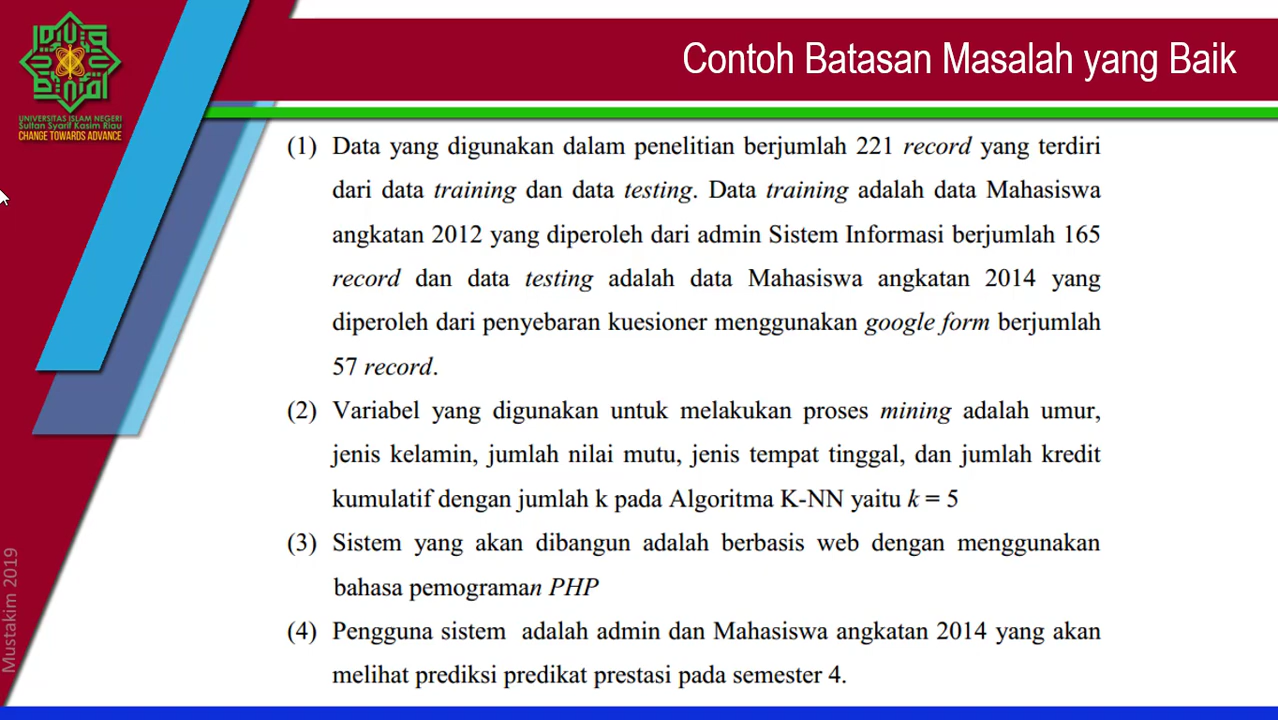 Contoh Batasan Masalah yang Baik
UNIVERSITAS ISLAM NEGERI
Sultan Syarif Kasim Riau
CHANGE TOWARDS ADVANCE
(1) Data yang digunakan dalam penelitian berjumlah 221 record yang terdiri
dari data training dan data testing. Data training adalah data Mahasiswa
angkatan 2012 yang diperoleh dari admin Sistem Informasi berjumlah 165
record dan data testing adalah data Mahasiswa angkatan 2014 yang
diperoleh dari penyebaran kuesioner menggunakan google form berjumlah
57 record.
(2) Variabel yang digunakan untuk melakukan proses mining adalah umur,
jenis kelamin, jumlah nilai mutu, jenis tempat tinggal, dan jumlah kredit
kumulatif dengan jumlah k pada Algoritma K-NN yaitu k = 5
(3) Sistem yang akan dibangun adalah berbasis web dengan menggunakan
bahasa pemograman PHP
(4) Pengguna sistem adalah admin dan Mahasiswa angkatan 2014 yang akan
melihat prediksi predikat prestasi pada semester 4.
Mustakim 2019